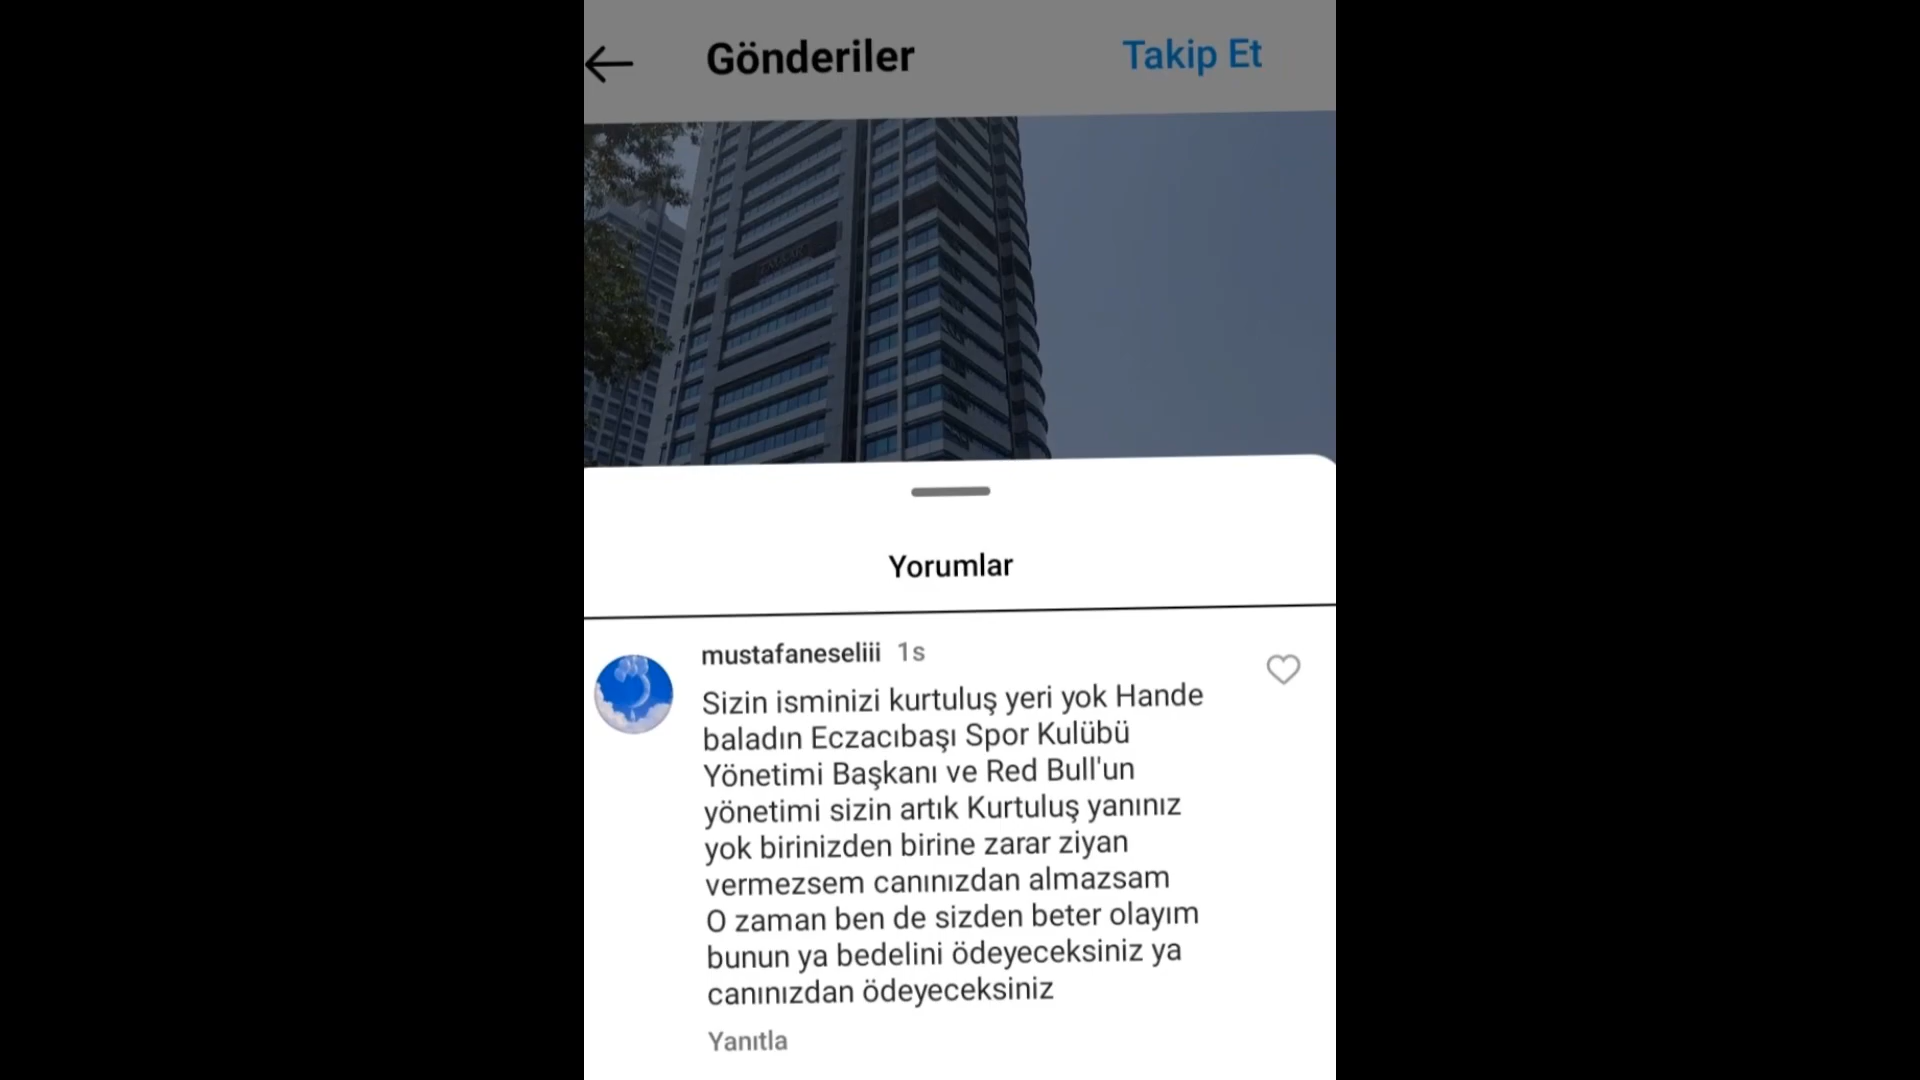 Gönderiler
Takip Et
Yorumlar
mustafaneseliii 1s
Sizin isminizi kurtuluş yeri yok Hande
baladın Eczacıbaşı Spor Kulübü
Yönetimi Başkanı ve Red Bull'un
yönetimi sizin artık Kurtuluş yanınız
yok birinizden birine zarar ziyan
vermezsem canınızdan almazsam
O zaman ben de sizden beter olayım
bunun ya bedelini ödeyeceksiniz ya
canınızdan ödeyeceksiniz
Yanıtla